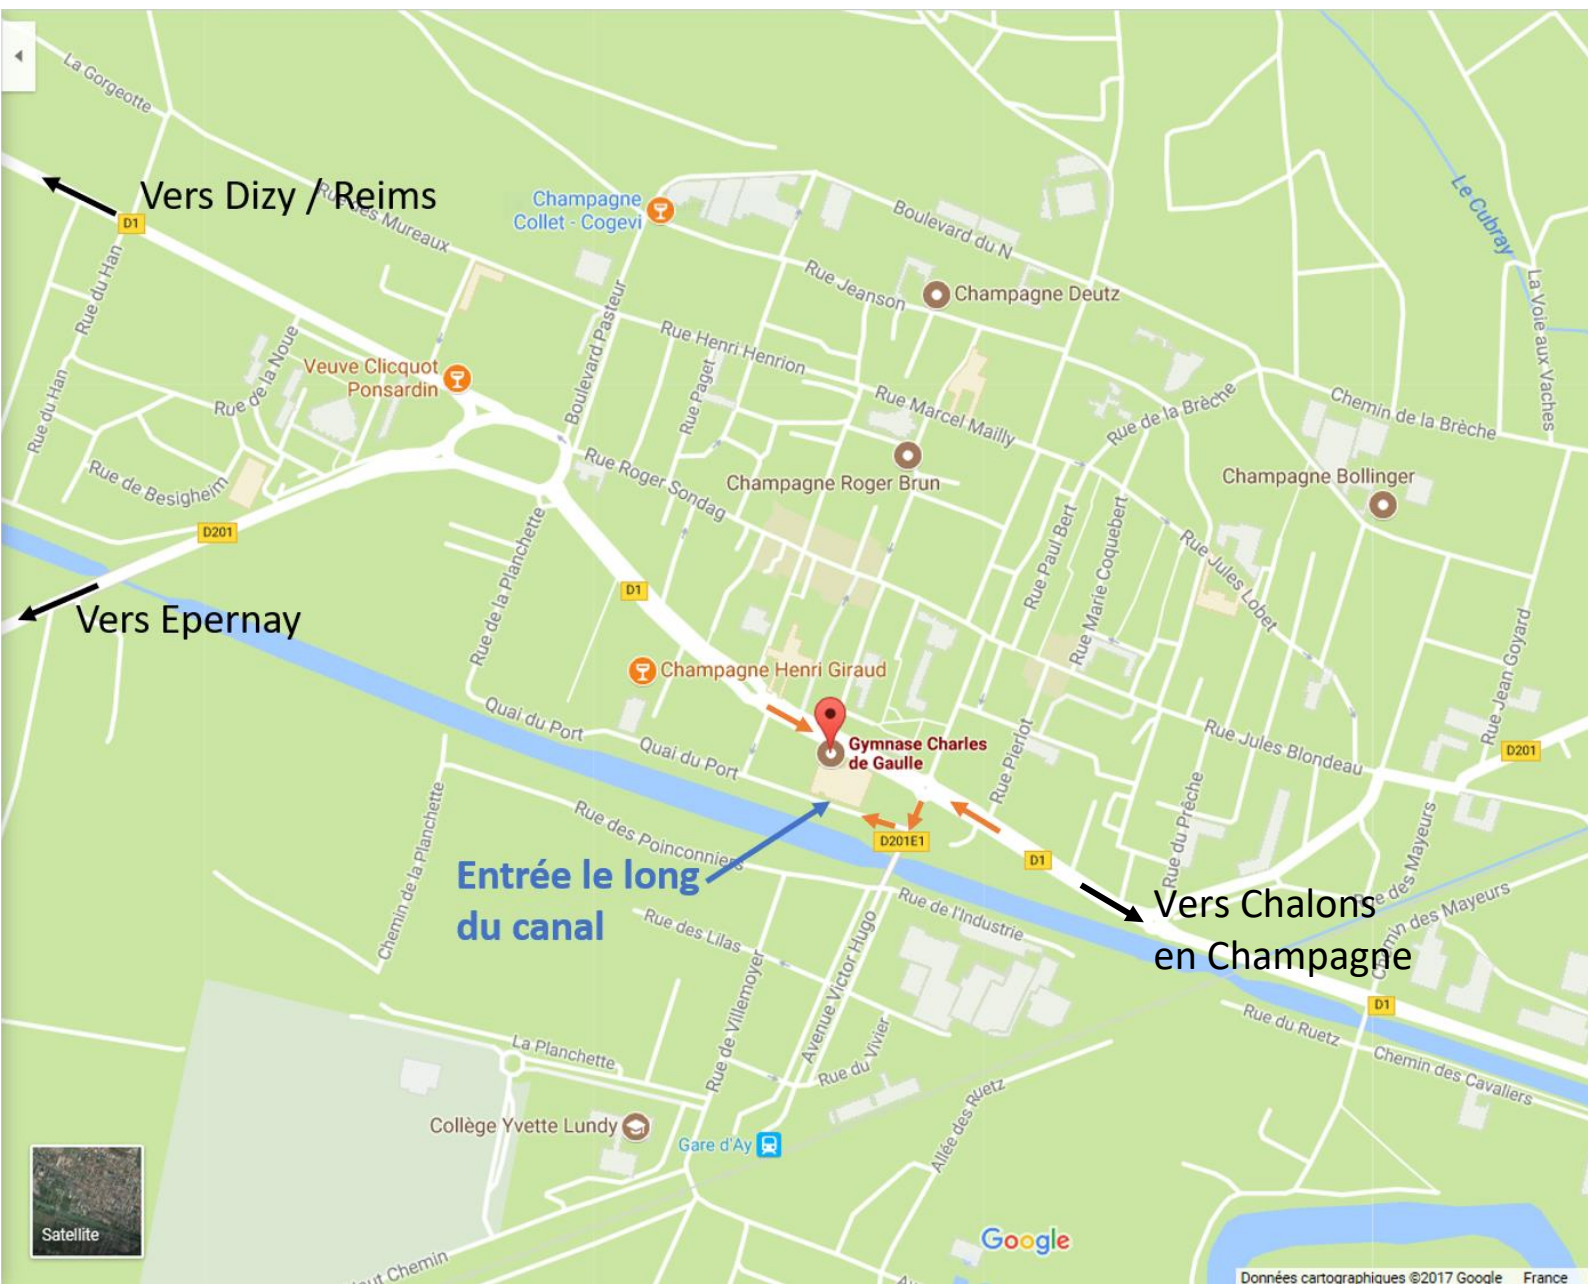 La Gorgeotte
Vers Dizy / Reims
D1
Rue des Mureaux
Champagne
Collet - Cogevi
Boulevard du N
Le Cubray
La Voie aux Vaches
Rue du Han
Rue Jeanson
Champagne Deutz
Boulevard Pasteur
Rue Henri Henrion
Rue de la Noue
Veuve Clicquot
Ponsardin
Rue Paget
Rue du Han
Rue Marcel Mailly
Rue de la Brèche
Chemin de la Brèche
Rue de Besigheim
Rue Roger Sondag
Champagne Roger Brun
Champagne Bollinger
D201
Rue de la Planchette
Rue Paul Bert
Rue Marie Coquebert
Rue Jules Lobet
D1
Vers Epernay
Champagne Henri Giraud
Rue Jean Goyard
Quai du Port
Quai du Port
Gymnase Charles
de Gaulle
Rue Pierlot
Rue Jules Blondeau
D201
Chemin de la Planchette
Rue des Poinconniers
D201E1
D1
Rue du Prêche
Rue des Mayeurs
Entrée le long
du canal
Rue de l'Industrie
Vers Chalons
en Champagne
Chemin des Mayeurs
Rue des Lilas
Rue de Villemoyer
Avenue Victor Hugo
D1
Rue du Ruetz
Chemin des Cavaliers
La Planchette
Rue du Vivier
Allée des Ruetz
Collège Yvette Lundy
Gare d'Ay
Satellite
Google
Données cartographiques ©2017 Google France